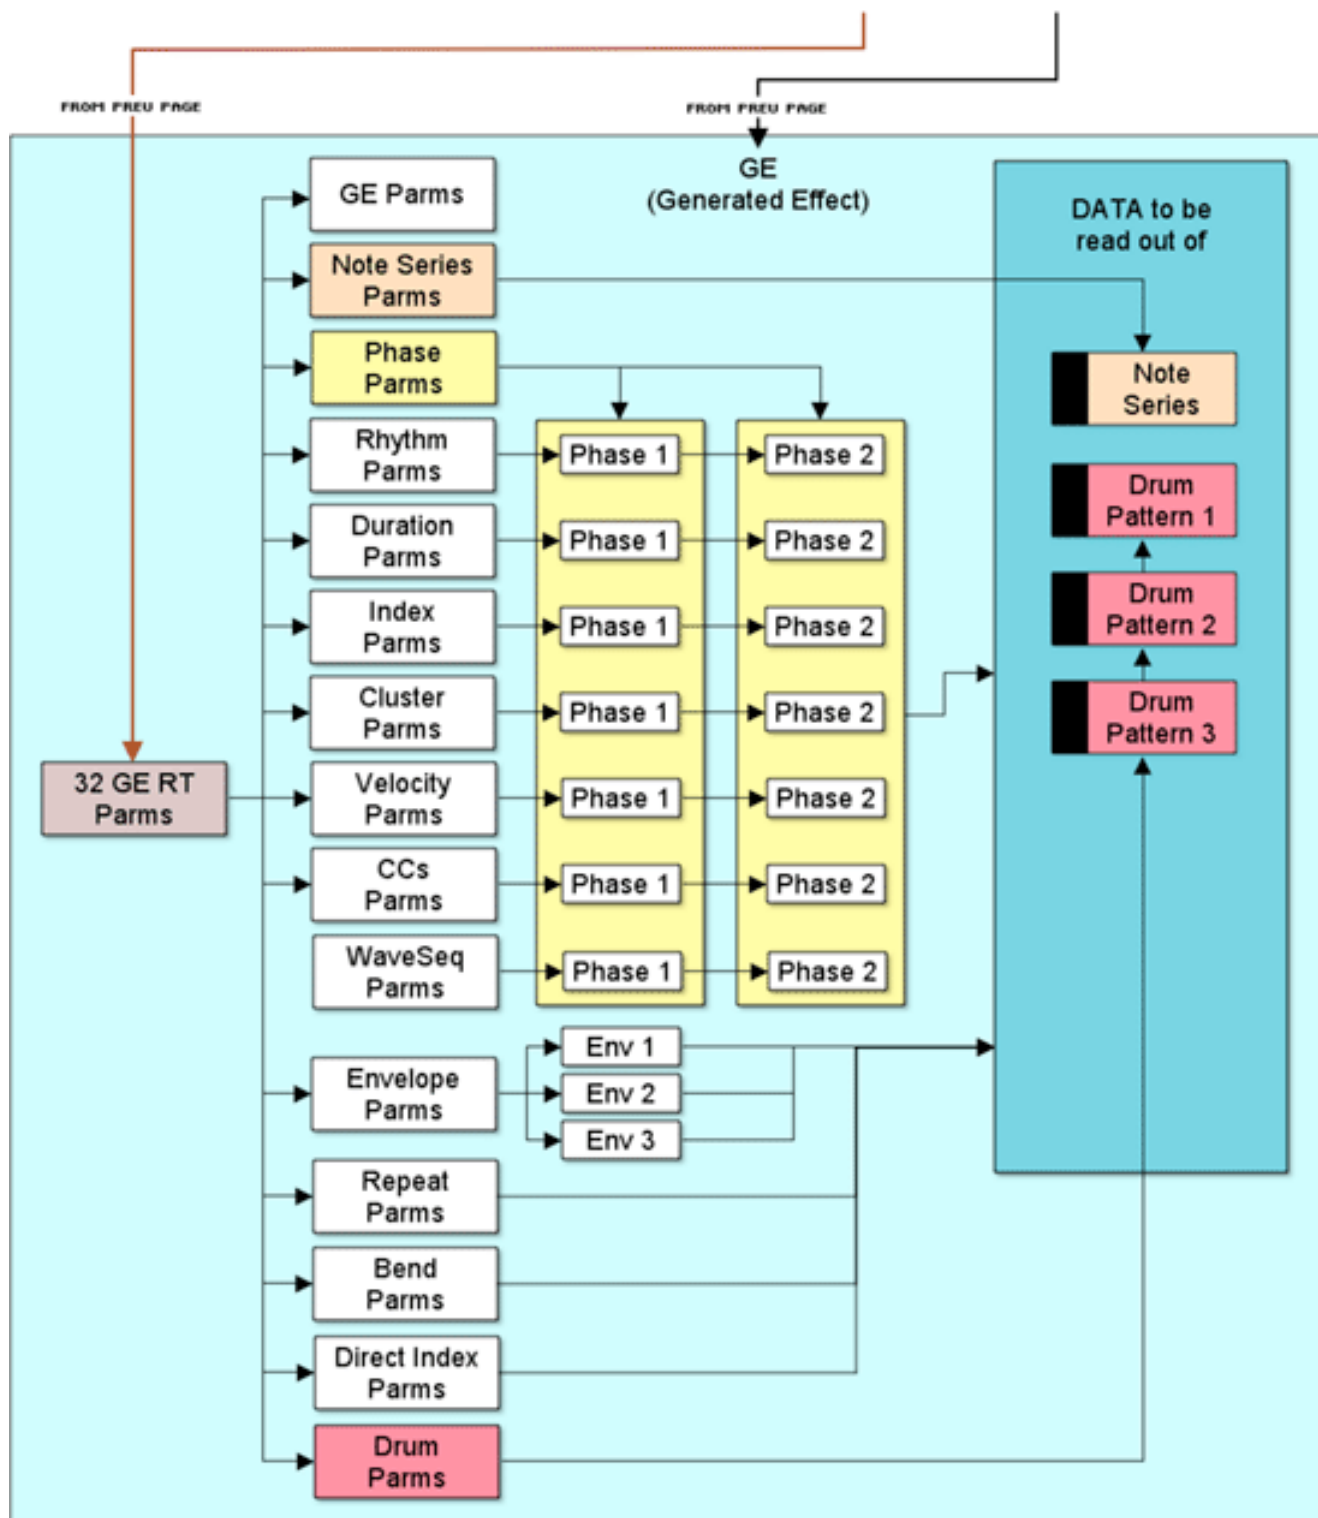 FROM PREV PAGE
FROM PREV PAGE
GE
(Generated Effect)
DATA to be
read out of
GE Parms
Note Series
Parms
Phase
Parms
Note
Series
Rhythm
Parms
Phase 1
Phase 2
Drum
Pattern 1
Duration
Parms
Phase 1
Phase 2
Drum
Pattern 2
Index
Parms
Phase 1
Phase 2
Cluster
Parms
Phase 1
Phase 2
Drum
Pattern 3
32 GE RT
Parms
Velocity
Parms
Phase 1
Phase 2
CCs
Parms
Phase 1
Phase 2
WaveSeq
Parms
Phase 1
Phase 2
Envelope
Parms
Env 1
Env 2
Env 3
Repeat
Parms
Bend
Parms
Direct Index
Parms
Drum
Parms